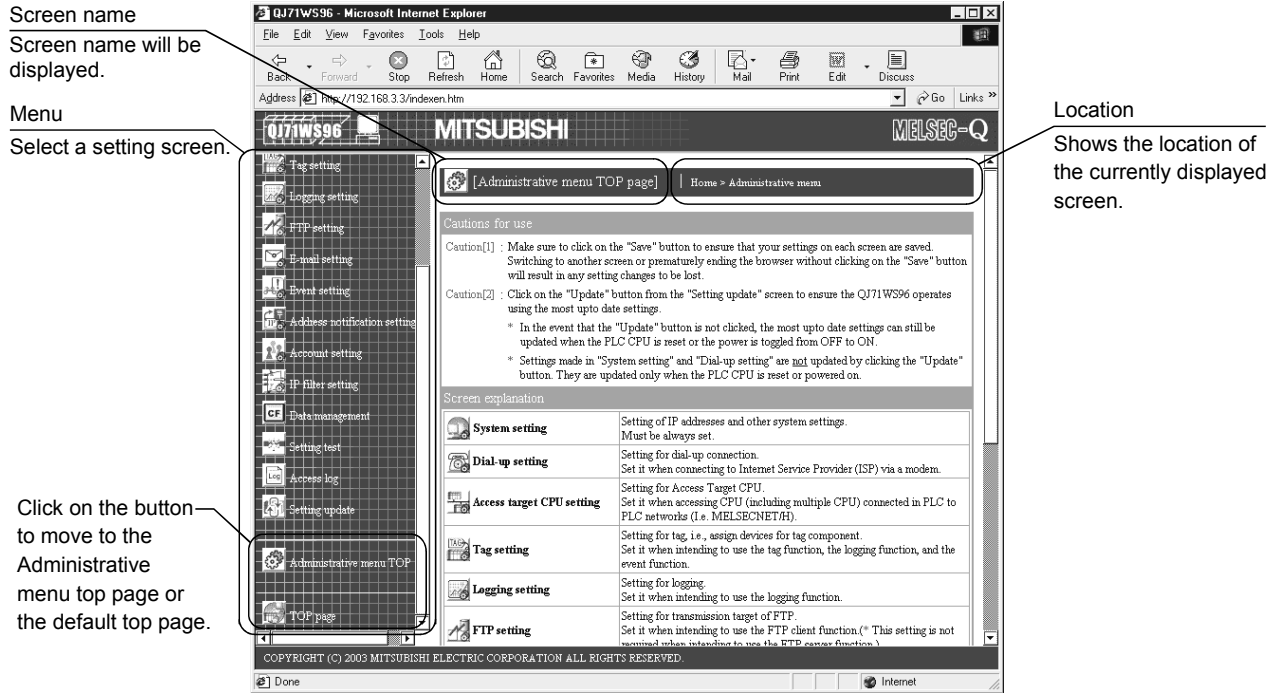 Screen name
Screen name will be
displayed.
Menu
Select a setting screen.
Click on the button
to move to the
Administrative
menu top page or
the default top page.
QJ71WS96 - Microsoft Internet Explorer
File Edit View Favorites Tools Help
Back Forward Stop Refresh Home Search Favorites Media History Mail Print Edit Discuss
Address http://192.168.3.3/indexen.htm Go Links »
QJ71WS96 MITSUBISHI MELSEC-Q
Tag setting
Logging setting
FTP setting
E-mail setting
Event setting
Address notification setting
Account setting
IP filter setting
CF Data management
Setting test
Log Access log
Setting update
Administrative menu TOP
TOP page
[Administrative menu TOP page] | Home > Administrative menu
Cautions for use
Caution[1] : Make sure to click on the "Save" button to ensure that your settings on each screen are saved.
Switching to another screen or prematurely ending the browser without clicking on the "Save" button
will result in any setting changes to be lost.
Caution[2] : Click on the "Update" button from the "Setting update" screen to ensure the QJ71WS96 operates
using the most upto date settings.
* In the event that the "Update" button is not clicked, the most upto date settings can still be
updated when the PLC CPU is reset or the power is toggled from OFF to ON.
* Settings made in "System setting" and "Dial-up setting" are not updated by clicking the "Update"
button. They are updated only when the PLC CPU is reset or powered on.
Screen explanation
System setting
Setting of IP addresses and other system settings.
Must be always set.
Dial-up setting
Setting for dial-up connection.
Set it when connecting to Internet Service Provider (ISP) via a modem.
Access target CPU setting
Setting for Access Target CPU.
Set it when accessing CPU (including multiple CPU) connected in PLC to
PLC networks (I.e. MELSECNET/H).
TAG Tag setting
Setting for tag, i.e., assign devices for tag component.
Set it when intending to use the tag function, the logging function, and the
event function.
Logging setting
Setting for logging.
Set it when intending to use the logging function.
FTP setting
Setting for transmission target of FTP.
Set it when intending to use the FTP client function.(* This setting is not
required when intending to use the FTP server function.)
COPYRIGHT (C) 2003 MITSUBISHI ELECTRIC CORPORATION ALL RIGHTS RESERVED.
Done Internet
Location
Shows the location of
the currently displayed
screen.